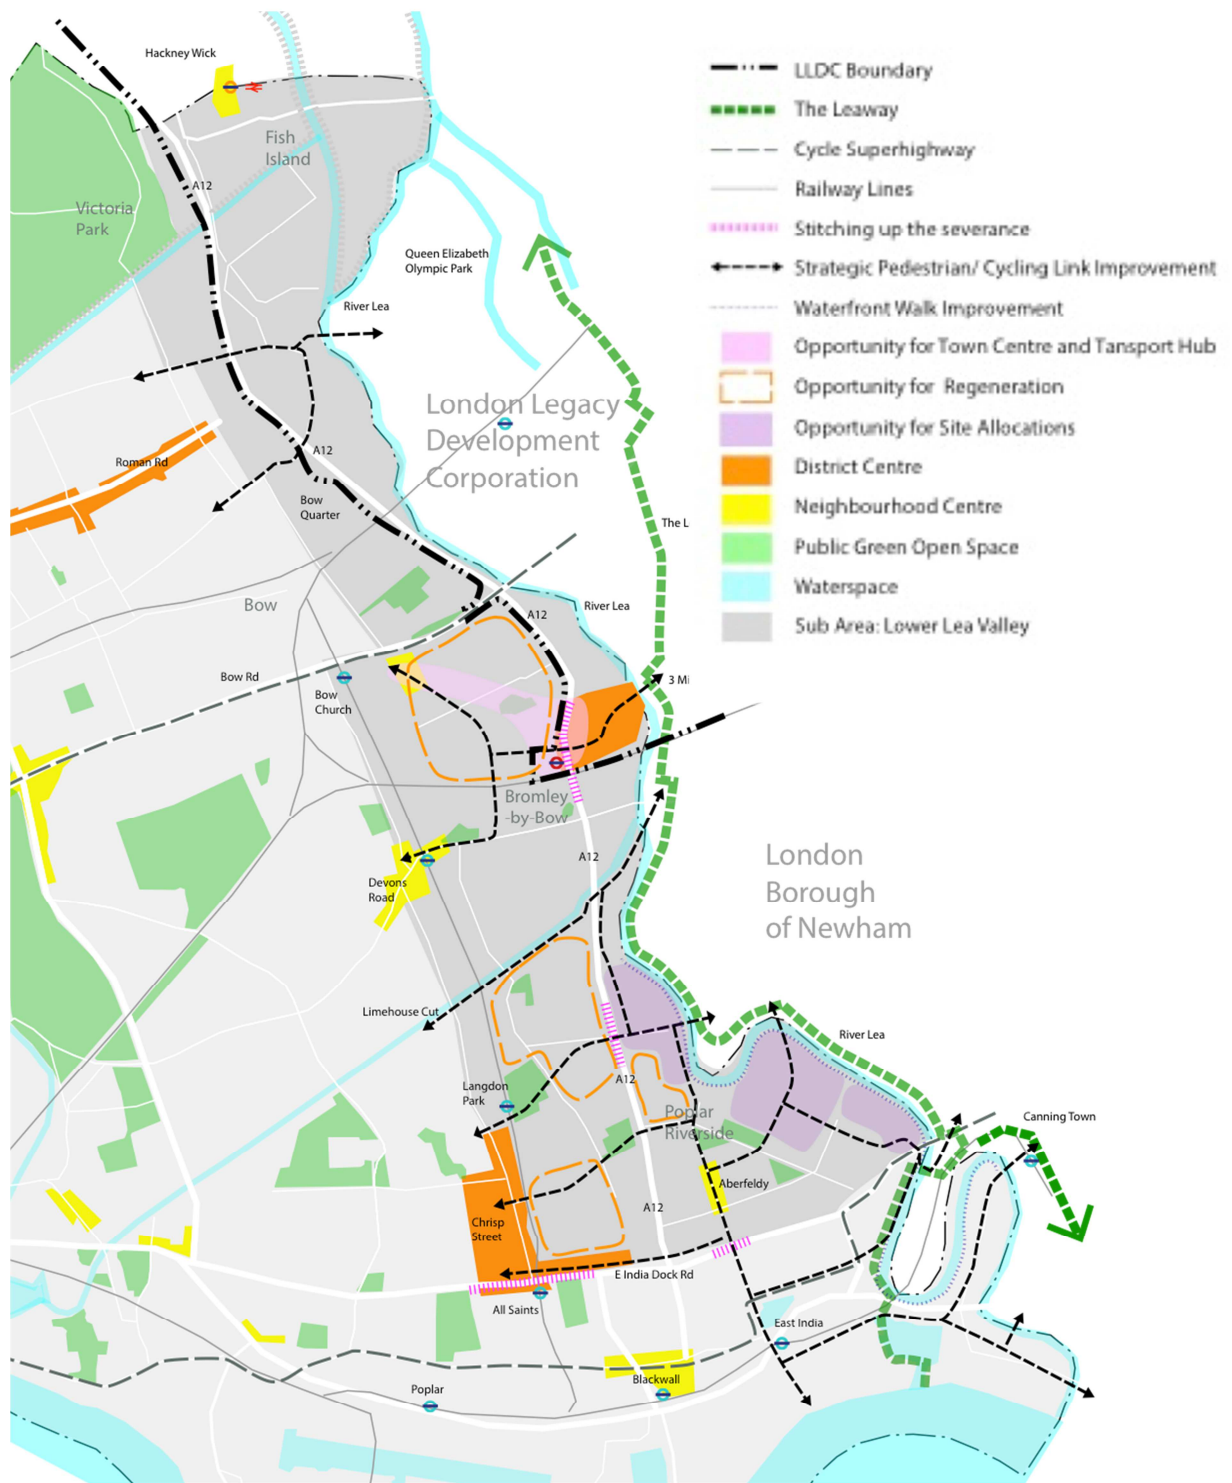 Hackney Wick
Fish
Island
A12
Victoria
Park
Queen Elizabeth
Olympic Park
River Lea
London Legacy
Development
Corporation
A12
Roman Rd
Bow
Quarter
The L
Bow
A12
River Lea
Bow Rd
Bow
Church
3 Mi
Bromley
-by-Bow
A12
Devons
Road
London
Borough
of Newham
Limehouse Cut
River Lea
A12
Langdon
Park
Poplar
Riverside
Canning Town
Aberfeldy
A12
Chrisp
Street
E India Dock Rd
All Saints
East India
Blackwall
Poplar
LLDC Boundary
The Leaway
Cycle Superhighway
Railway Lines
Stitching up the severance
Strategic Pedestrian/ Cycling Link Improvement
Waterfront Walk Improvement
Opportunity for Town Centre and Tansport Hub
Opportunity for Regeneration
Opportunity for Site Allocations
District Centre
Neighbourhood Centre
Public Green Open Space
Waterspace
Sub Area: Lower Lea Valley